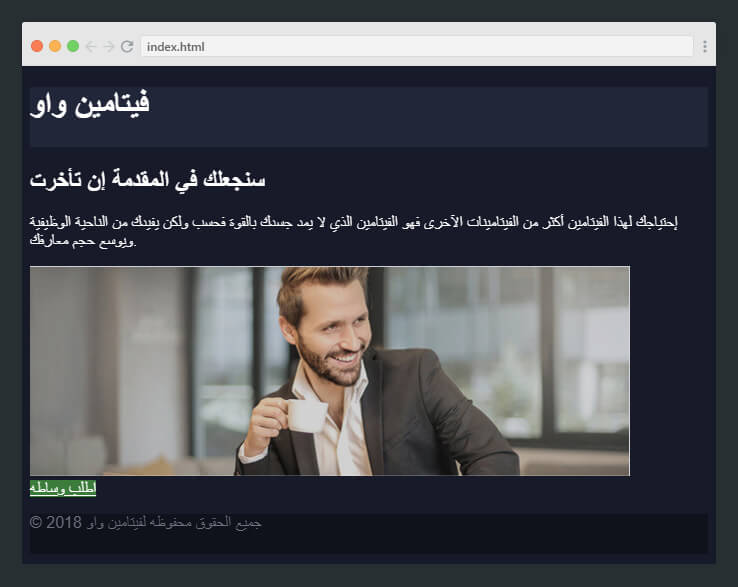 index.html
فيتامين واو
سنجعلك في المقدمة إن تأخرت
إحتياجك لهذا الفيتامين أكثر من الفيتامينات الآخرى فهو الفيتامين الذي لا يمد جسدك بالقوة فحسب ولكن يفيدك من الناحية الوظيفية
ويوسع حجم معارفك.
اطلب وساطه
جميع الحقوق محفوظه لفيتامين واو 2018 ©